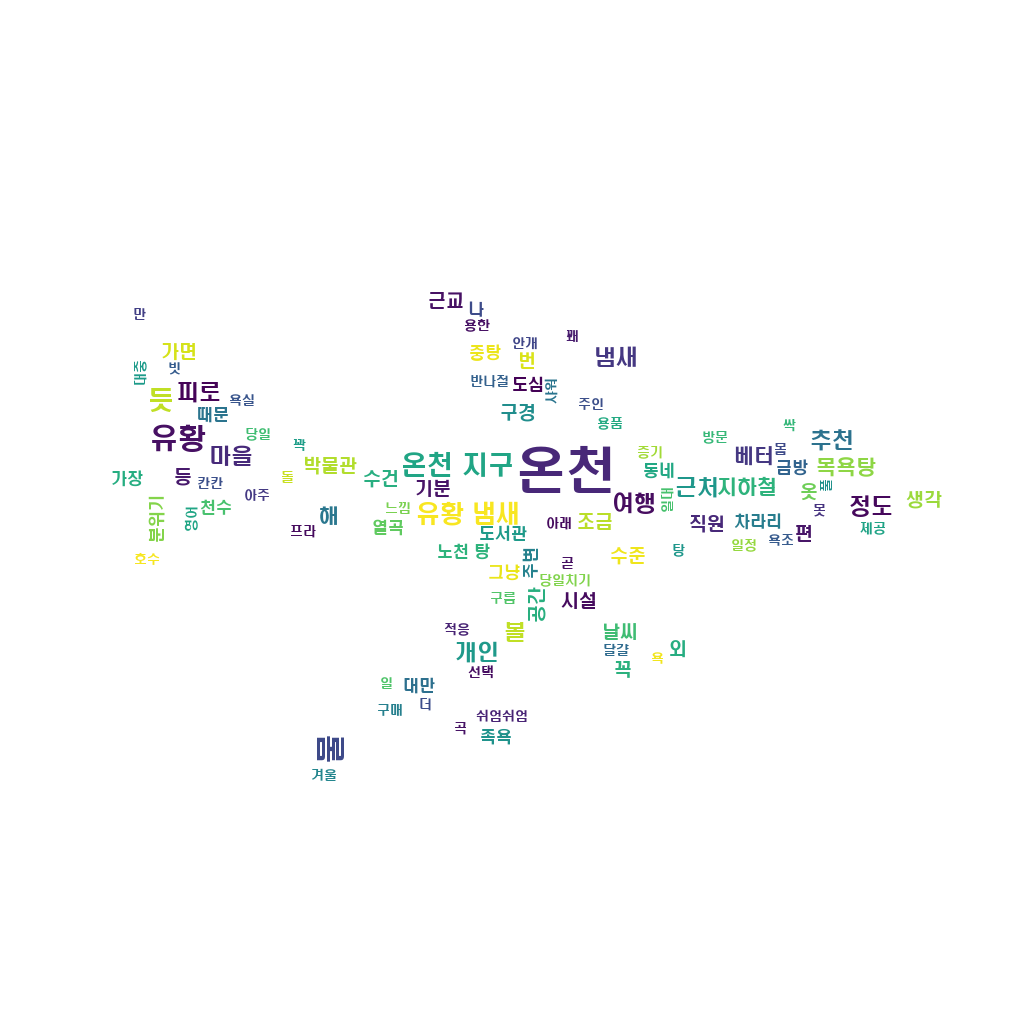 근교
나
만
용한
꽤
안개
가면
중탕
번
냄새
빗
대중
반나절
도심
샤워
피로
듯
욕실
주인
때문
구경
용품
싹
유황
당일
꽉
방문
추천
마을
증기
베터
몸
온천 지구
온천
박물관
동네
금방
목욕탕
가장
등
칸칸
돌
수건
기분
근처
지하철
옷
풀
아주
여행
일대
정도
생각
분위기
천수
느낌
유황 냄새
못
영어
해
열곡
아래
조금
직원
차라리
편
제공
프라
도서관
욕조
노천 탕
탕
일정
호수
주변
수준
곧
그냥
당일치기
구름
공간
시설
적응
볼
날씨
개인
달걀
욕
외
선택
꼭
일
대만
구매
더
쉬엄쉬엄
곡
족욕
물
겨울